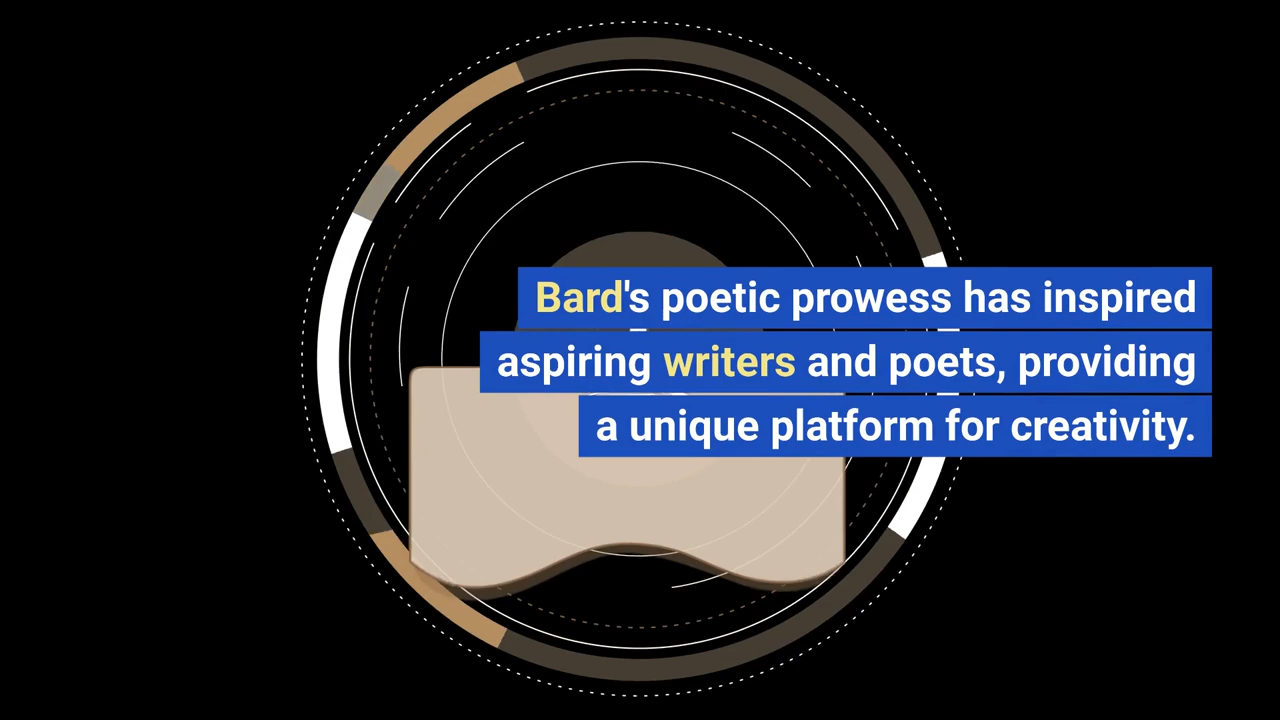 Bard's poetic prowess has inspired
aspiring writers and poets, providing
a unique platform for creativity.